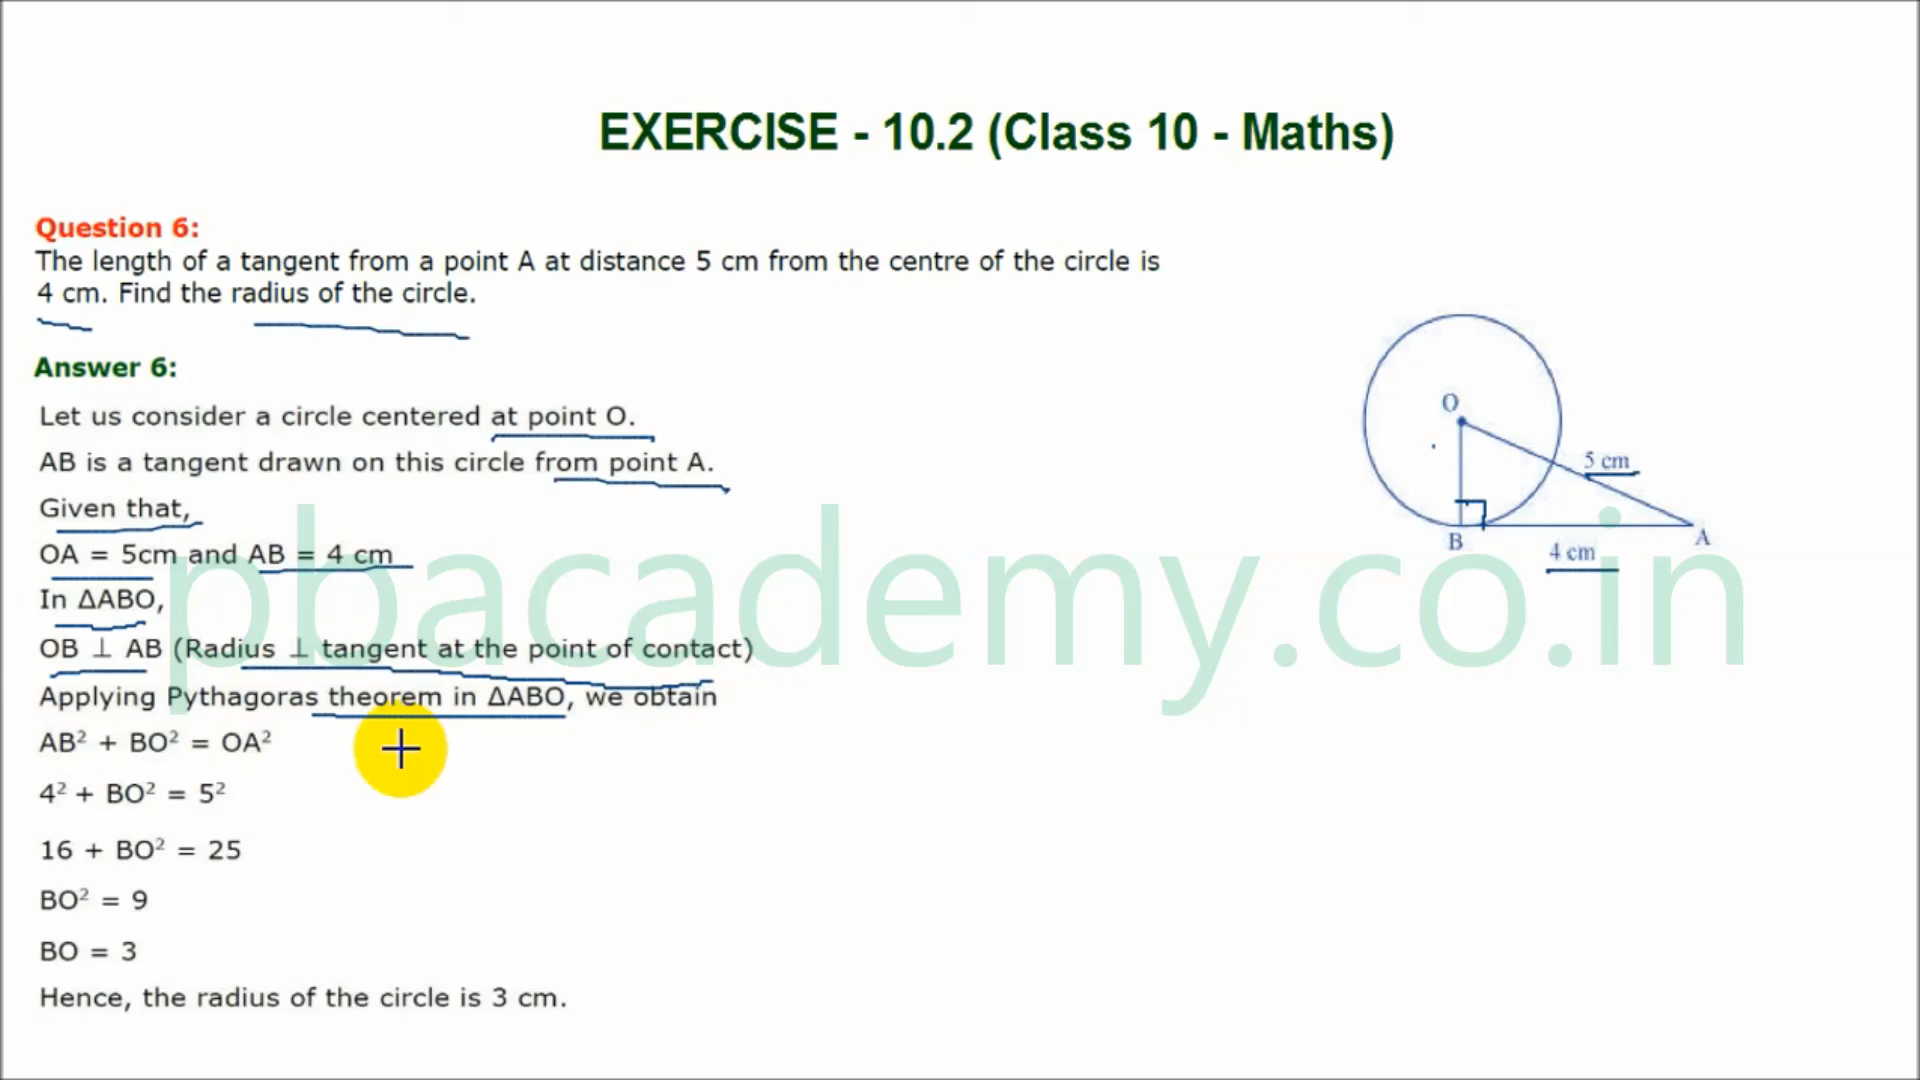 EXERCISE - 10.2 (Class 10 - Maths)
Question 6:
The length of a tangent from a point A at distance 5 cm from the centre of the circle is
4 cm. Find the radius of the circle.
Answer 6:
Let us consider a circle centered at point O.
AB is a tangent drawn on this circle from point A.
Given that,
OA = 5cm and AB = 4 cm
In ΔABO,
OB ⊥ AB (Radius ⊥ tangent at the point of contact)
Applying Pythagoras theorem in ΔABO, we obtain
AB² + BO² = OA²
4² + BO² = 5²
16 + BO² = 25
BO² = 9
BO = 3
Hence, the radius of the circle is 3 cm.
O
5 cm
B
A
4 cm
pbacademy.co.in